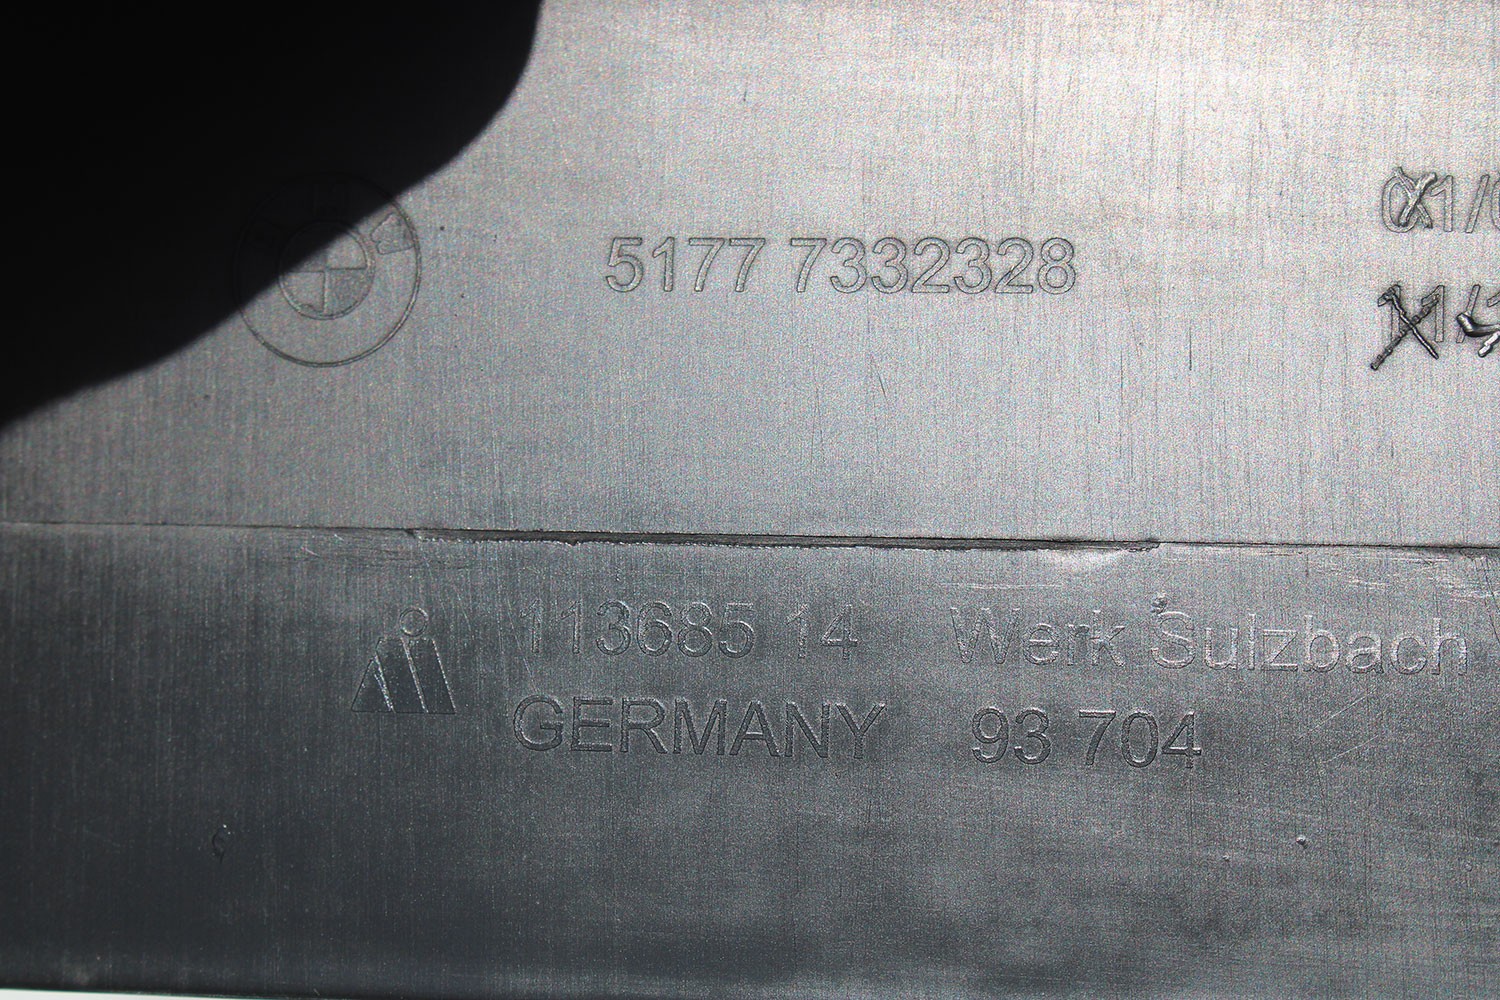 5177 7332328
113685 14 Werk Sulzbach
GERMANY 93 704